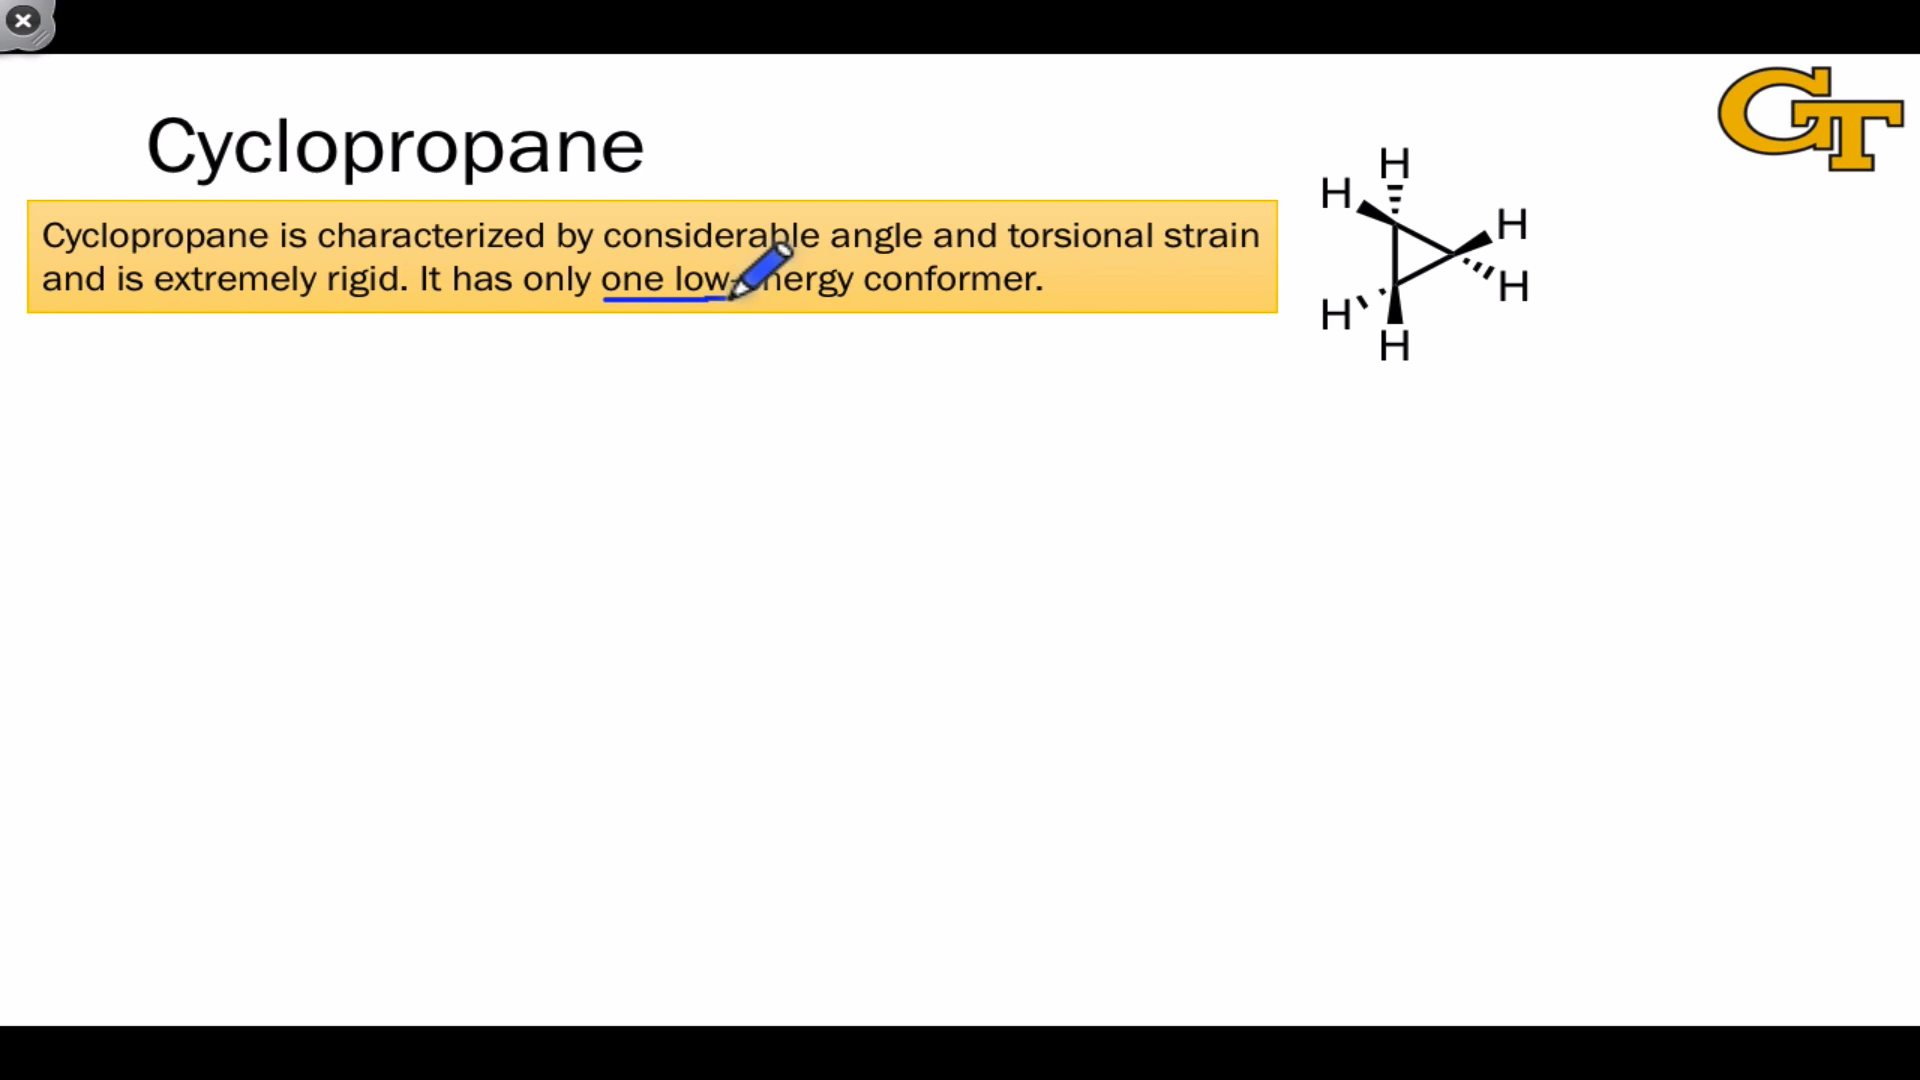 Cyclopropane
GT
Cyclopropane is characterized by considerable angle and torsional strain
and is extremely rigid. It has only one low-energy conformer.
H
H
H
H
H
H